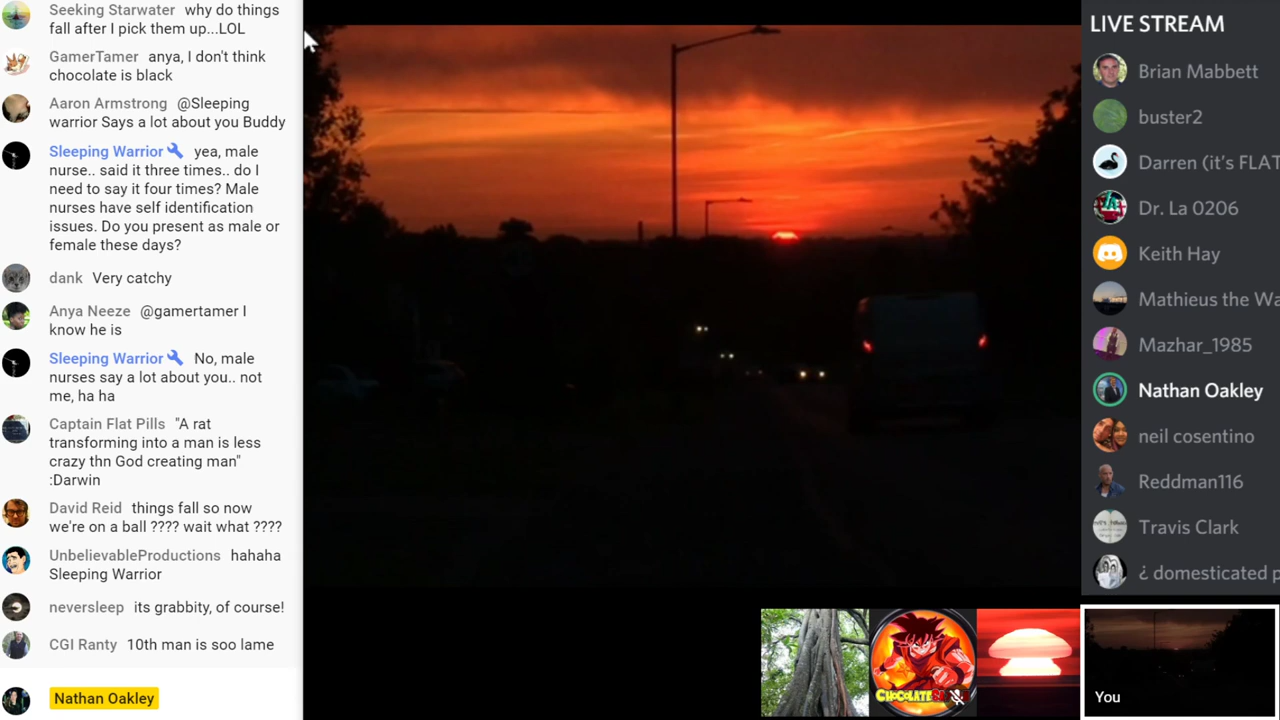 Seeking Starwater why do things
fall after I pick them up...LOL
GamerTamer anya, I don't think
chocolate is black
Aaron Armstrong @Sleeping
warrior Says a lot about you Buddy
Sleeping Warrior yea, male
nurse.. said it three times.. do I
need to say it four times? Male
nurses have self identification
issues. Do you present as male or
female these days?
dank Very catchy
Anya Neeze @gamertamer I
know he is
Sleeping Warrior No, male
nurses say a lot about you.. not
me, ha ha
Captain Flat Pills "A rat
transforming into a man is less
crazy thn God creating man"
:Darwin
David Reid things fall so now
we're on a ball ???? wait what ????
UnbelievableProductions hahaha
Sleeping Warrior
neversleep its grabbity, of course!
CGI Ranty 10th man is soo lame
Nathan Oakley
LIVE STREAM
Brian Mabbett
buster2
Darren (it's FLAT
Dr. La 0206
Keith Hay
Mathieus the Wa
Mazhar_1985
Nathan Oakley
neil cosentino
Reddman116
Travis Clark
¿ domesticated p
You